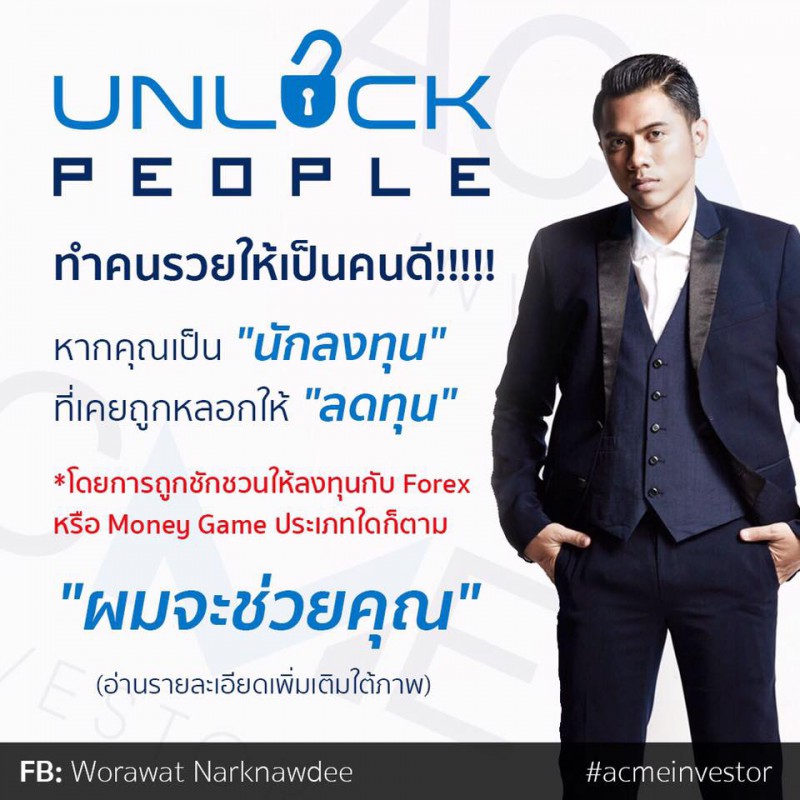 UNLOCK
PEOPLE
ทำคนรวยให้เป็นคนดี!!!!!
หากคุณเป็น "นักลงทุน"
ที่เคยถูกหลอกให้ "ลดทุน"
*โดยการถูกชักชวนให้ลงทุนกับ Forex
หรือ Money Game ประเภทใดก็ตาม
"ผมจะช่วยคุณ"
(อ่านรายละเอียดเพิ่มเติมใต้ภาพ)
FB: Worawat Narknawdee
#acmeinvestor